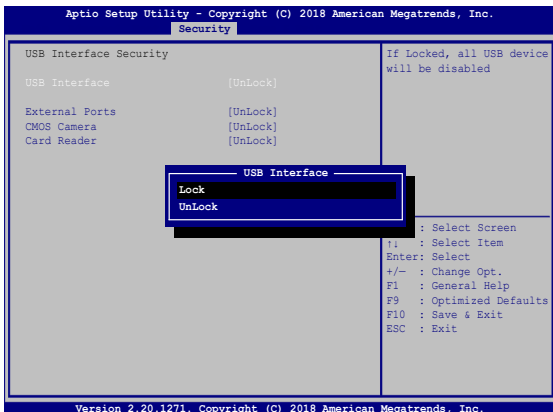 Aptio Setup Utility - Copyright (C) 2018 American Megatrends, Inc.
Security
USB Interface Security
USB Interface [UnLock]
External Ports [UnLock]
CMOS Camera [UnLock]
Card Reader [UnLock]
If Locked, all USB device
will be disabled
USB Interface
Lock
UnLock
: Select Screen
↑↓ : Select Item
Enter: Select
+/— : Change Opt.
F1 : General Help
F9 : Optimized Defaults
F10 : Save & Exit
ESC : Exit
Version 2.20.1271. Copyright (C) 2018 American Megatrends, Inc.